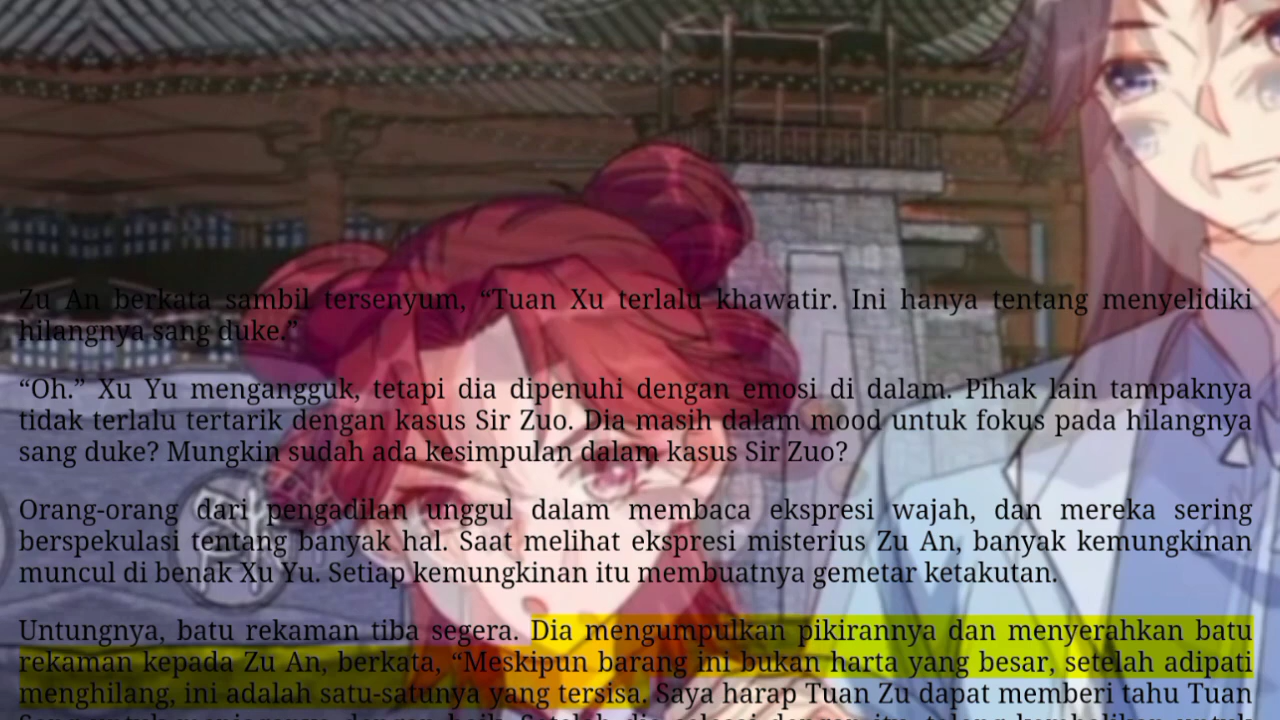 Zu An berkata sambil tersenyum, “Tuan Xu terlalu khawatir. Ini hanya tentang menyelidiki
hilangnya sang duke.”
“Oh.” Xu Yu mengangguk, tetapi dia dipenuhi dengan emosi di dalam. Pihak lain tampaknya
tidak terlalu tertarik dengan kasus Sir Zuo. Dia masih dalam mood untuk fokus pada hilangnya
sang duke? Mungkin sudah ada kesimpulan dalam kasus Sir Zuo?
Orang-orang dari pengadilan unggul dalam membaca ekspresi wajah, dan mereka sering
berspekulasi tentang banyak hal. Saat melihat ekspresi misterius Zu An, banyak kemungkinan
muncul di benak Xu Yu. Setiap kemungkinan itu membuatnya gemetar ketakutan.
Untungnya, batu rekaman tiba segera. Dia mengumpulkan pikirannya dan menyerahkan batu
rekaman kepada Zu An, berkata, “Meskipun barang ini bukan harta yang besar, setelah adipati
menghilang, ini adalah satu-satunya yang tersisa. Saya harap Tuan Zu dapat memberi tahu Tuan